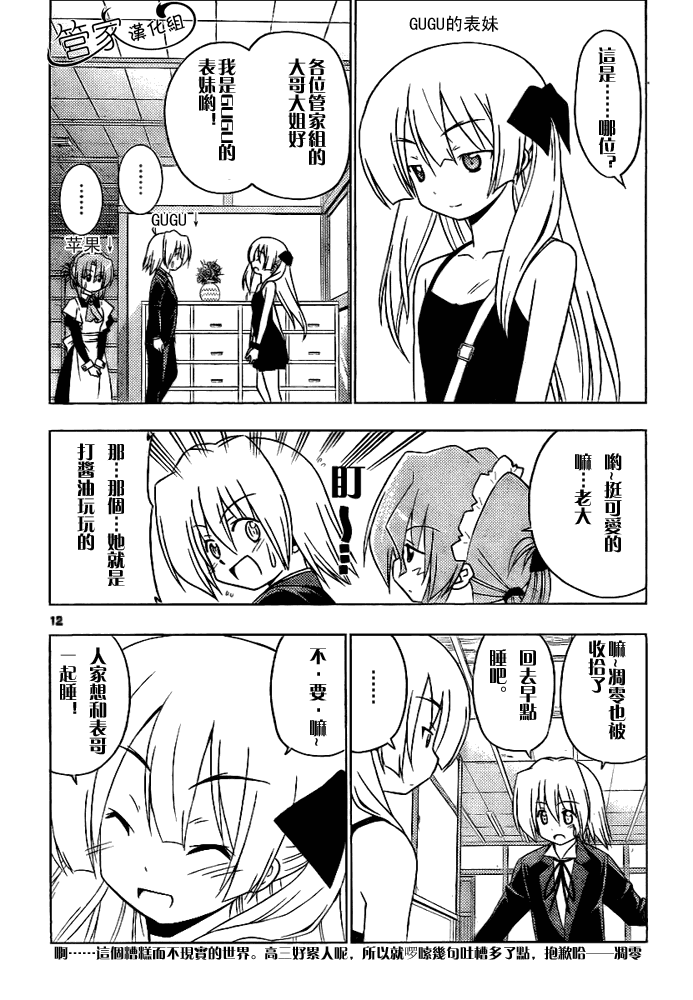 GUGU的表妹
這是……哪位?
管家
漢化組
各位管家組的
大哥大姐好
我是GUGU的
表妹喲!
……
……
GUGU↓
苹果↓
喲~挺可愛的
嘛…老大
盯~…
那…那個…她就是
打醬油玩玩的
12
嘛~凋零也被
收拾了
回去早點
睡吧。
……
不·要·嘛~
人家想和表哥
一起睡!
啊……這個糟糕而不現實的世界。高三好累人呢，所以就啰嗦幾句吐槽多了點，抱歉哈——凋零